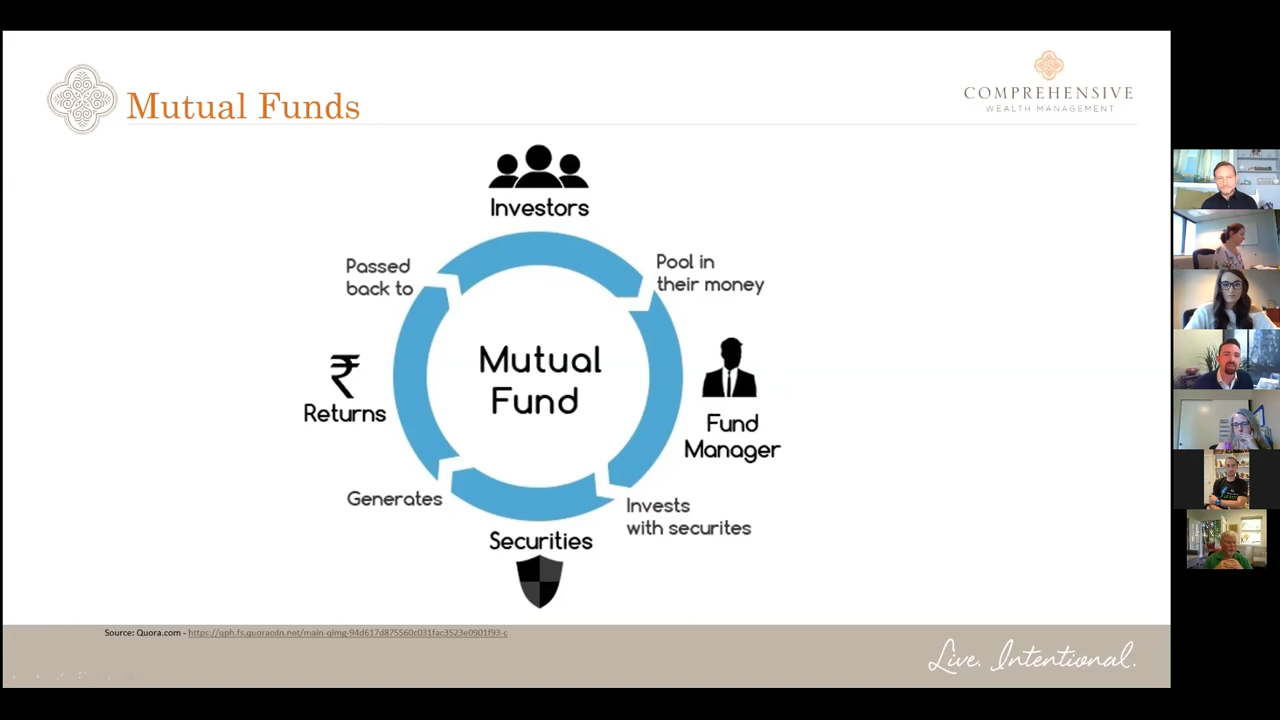 Mutual Funds
COMPREHENSIVE
WEALTH MANAGEMENT
Investors
Passed
back to
Pool in
their money
Mutual
Fund
₹
Returns
Fund
Manager
Generates
Invests
with securites
Securities
Source: Quora.com - https://qph.fs.quoracdn.net/main-qimg-94d617d875560c031fac3523e0901f93-c
Live. Intentional.